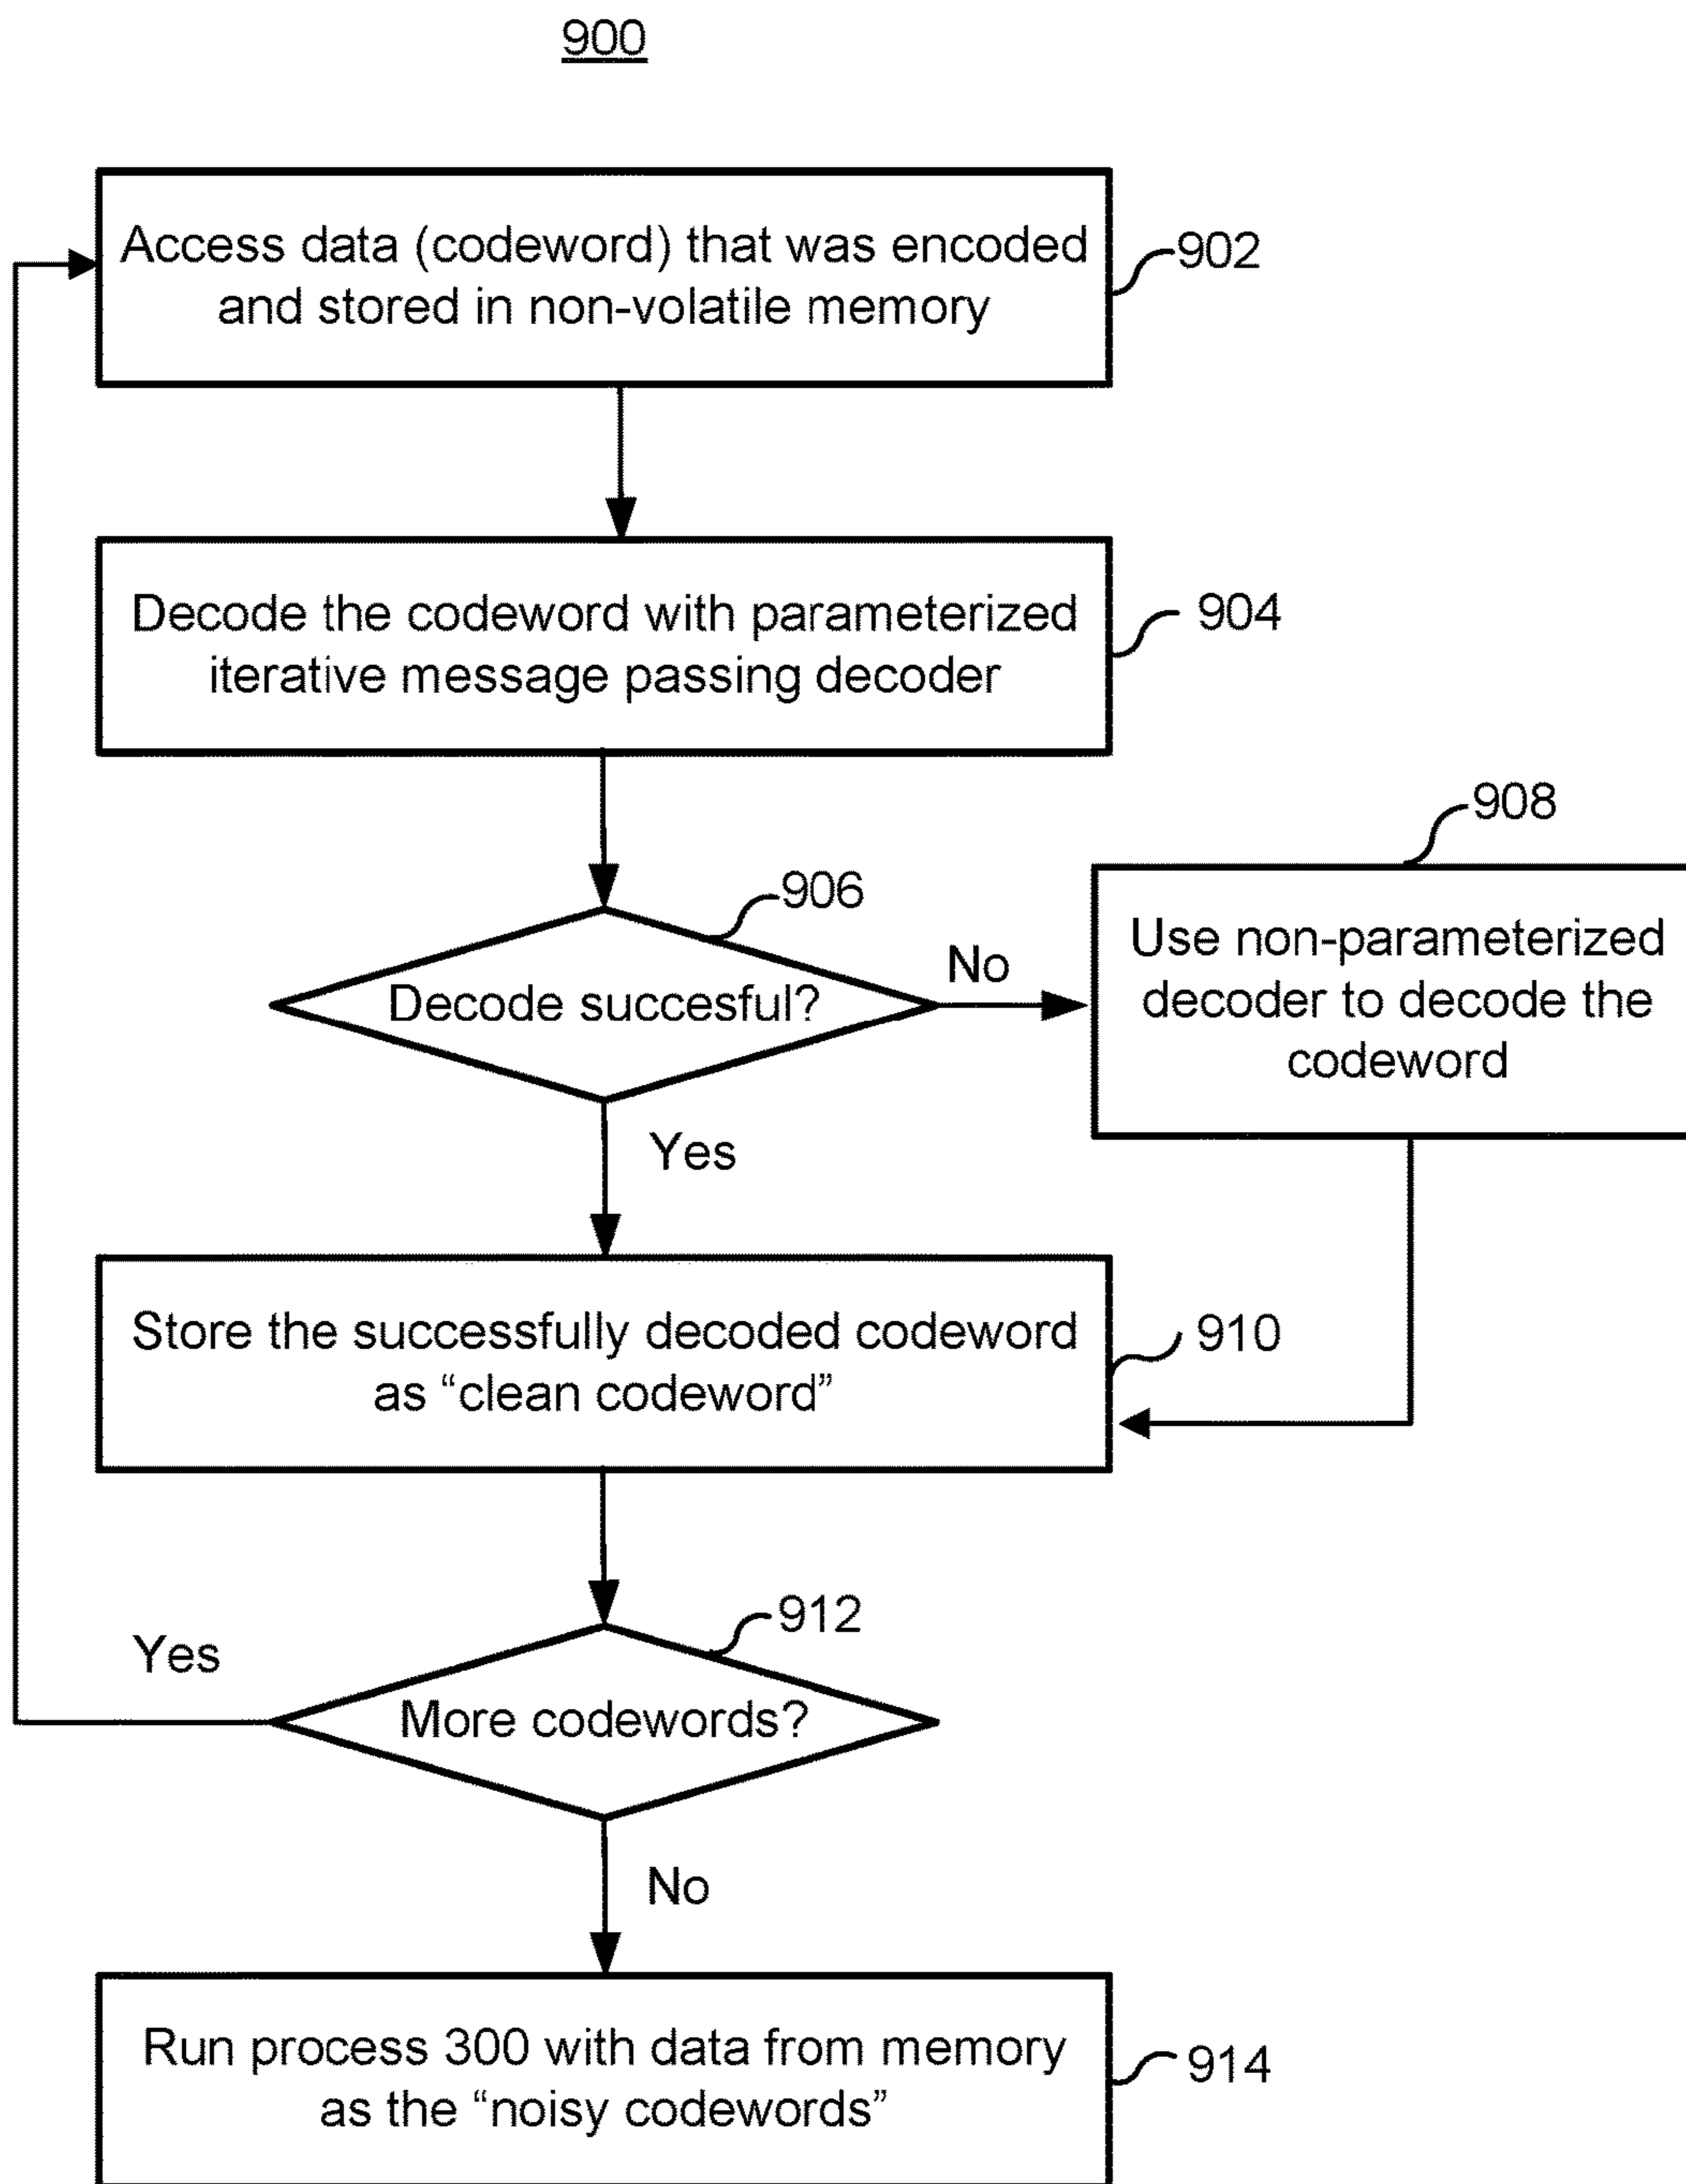 900
Access data (codeword) that was encoded
and stored in non-volatile memory
902
Decode the codeword with parameterized
iterative message passing decoder
904
908
906
Use non-parameterized
decoder to decode the
codeword
No
Decode succesful?
Yes
Store the successfully decoded codeword
as “clean codeword”
910
912
Yes
More codewords?
No
Run process 300 with data from memory
as the “noisy codewords”
914